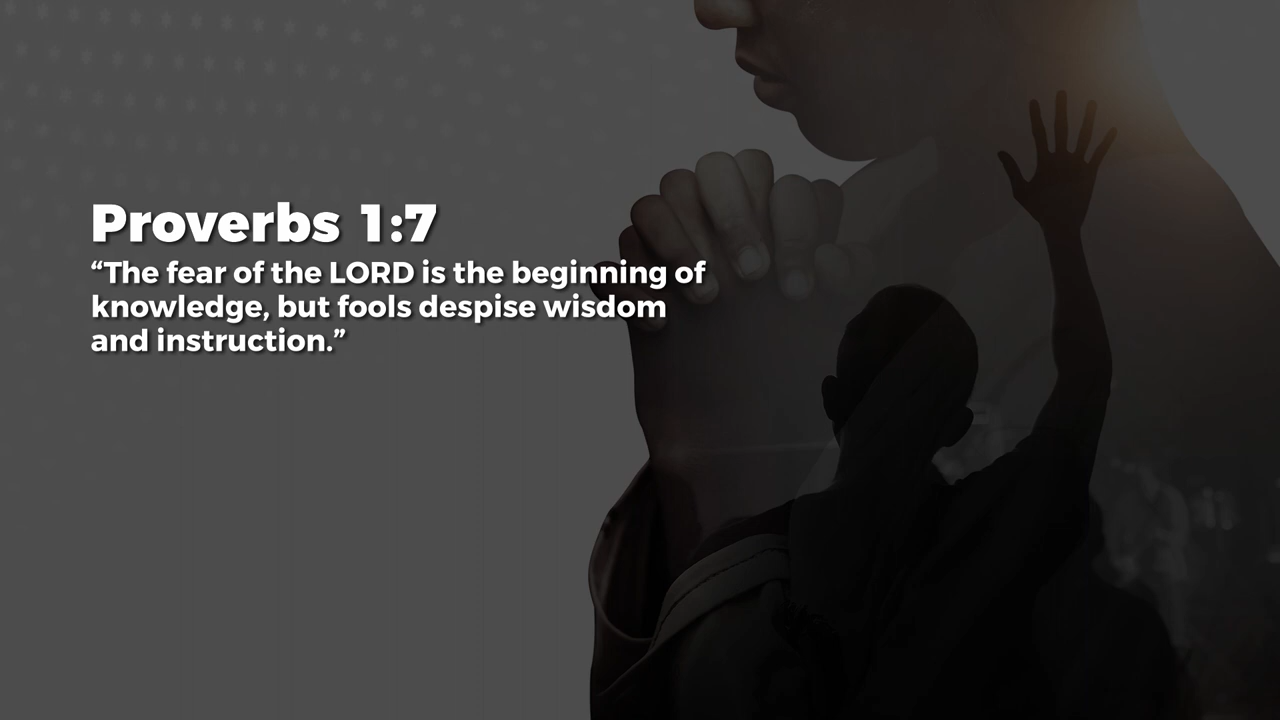 Proverbs 1:7
“The fear of the LORD is the beginning of
knowledge, but fools despise wisdom
and instruction.”